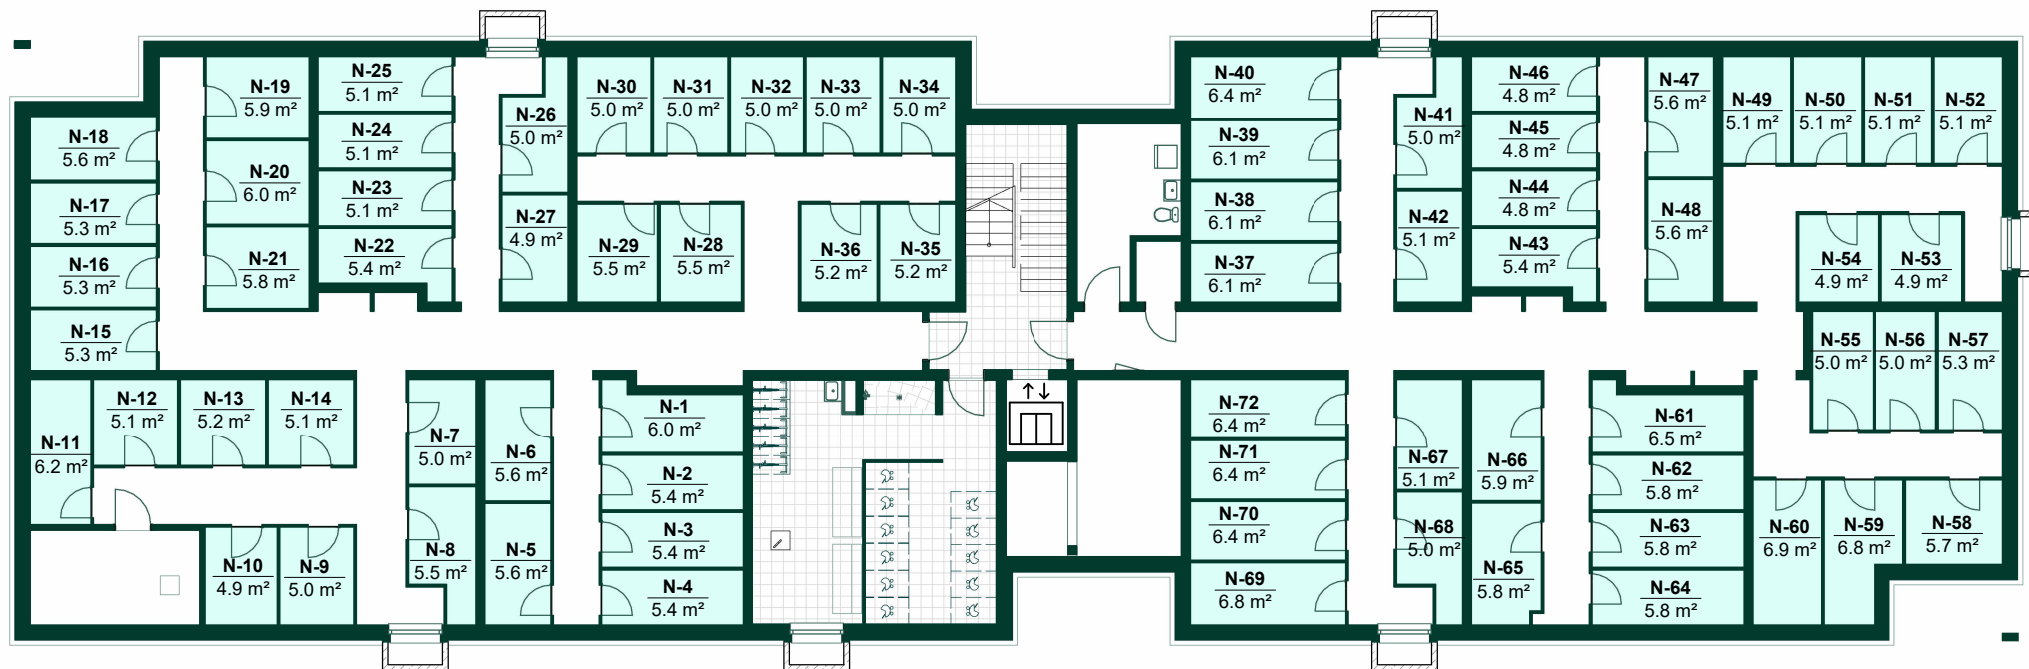 N-19
5.9 m²
N-25
5.1 m²
N-26
5.0 m²
N-30
5.0 m²
N-31
5.0 m²
N-32
5.0 m²
N-33
5.0 m²
N-34
5.0 m²
N-40
6.4 m²
N-41
5.0 m²
N-46
4.8 m²
N-47
5.6 m²
N-49
5.1 m²
N-50
5.1 m²
N-51
5.1 m²
N-52
5.1 m²
N-18
5.6 m²
N-20
6.0 m²
N-24
5.1 m²
N-39
6.1 m²
N-45
4.8 m²
N-17
5.3 m²
N-23
5.1 m²
N-27
4.9 m²
N-38
6.1 m²
N-42
5.1 m²
N-44
4.8 m²
N-48
5.6 m²
N-16
5.3 m²
N-21
5.8 m²
N-22
5.4 m²
N-29
5.5 m²
N-28
5.5 m²
N-36
5.2 m²
N-35
5.2 m²
N-37
6.1 m²
N-43
5.4 m²
N-54
4.9 m²
N-53
4.9 m²
N-15
5.3 m²
N-55
5.0 m²
N-56
5.0 m²
N-57
5.3 m²
N-12
5.1 m²
N-13
5.2 m²
N-14
5.1 m²
N-1
6.0 m²
N-72
6.4 m²
N-61
6.5 m²
N-11
6.2 m²
N-7
5.0 m²
N-6
5.6 m²
N-2
5.4 m²
N-71
6.4 m²
N-67
5.1 m²
N-66
5.9 m²
N-62
5.8 m²
N-10
4.9 m²
N-9
5.0 m²
N-8
5.5 m²
N-5
5.6 m²
N-3
5.4 m²
N-70
6.4 m²
N-68
5.0 m²
N-63
5.8 m²
N-60
6.9 m²
N-59
6.8 m²
N-58
5.7 m²
N-4
5.4 m²
N-69
6.8 m²
N-65
5.8 m²
N-64
5.8 m²